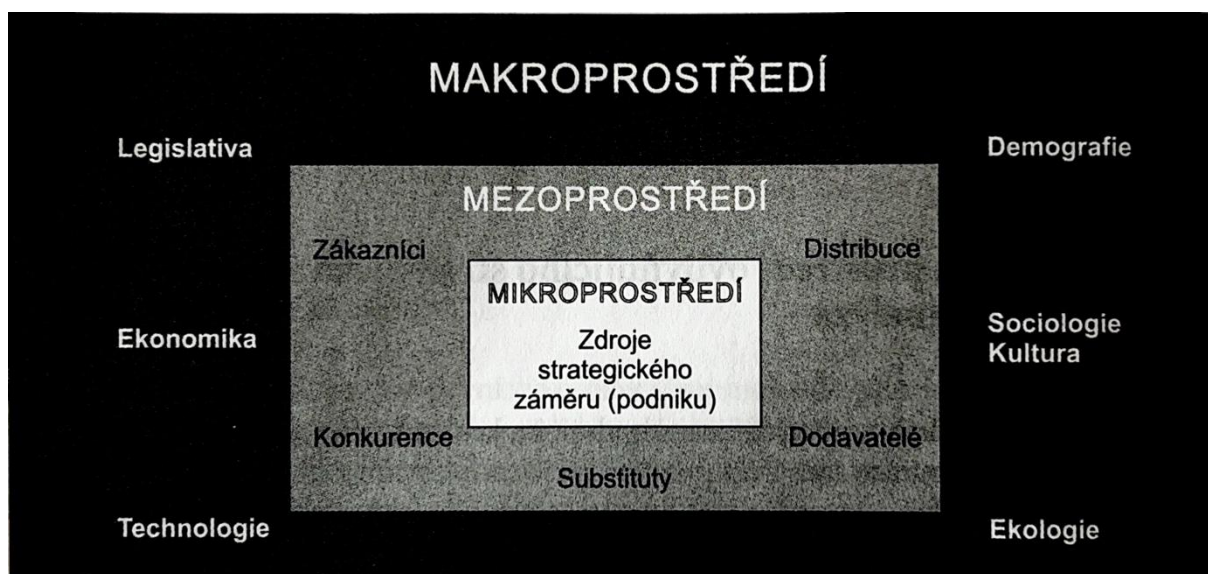 MAKROPROSTŘEDÍ
Legislativa
Demografie
MEZOPROSTŘEDÍ
Zákazníci
Distribuce
MIKROPROSTŘEDÍ
Ekonomika
Zdroje
strategického
záměru (podniku)
Sociologie
Kultura
Konkurence
Dodavatelé
Substituty
Technologie
Ekologie